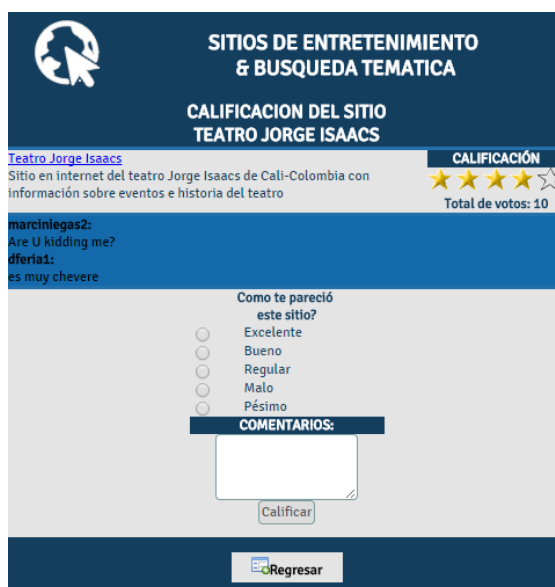 SITIOS DE ENTRETENIMIENTO
& BUSQUEDA TEMATICA
CALIFICACION DEL SITIO
TEATRO JORGE ISAACS
Teatro Jorge Isaacs
Sitio en internet del teatro Jorge Isaacs de Cali-Colombia con
información sobre eventos e historia del teatro
CALIFICACIÓN
Total de votos: 10
marciniegas2:
Are U kidding me?
dferia1:
es muy chevere
Como te pareció
este sitio?
Excelente
Bueno
Regular
Malo
Pésimo
COMENTARIOS:
Calificar
Regresar